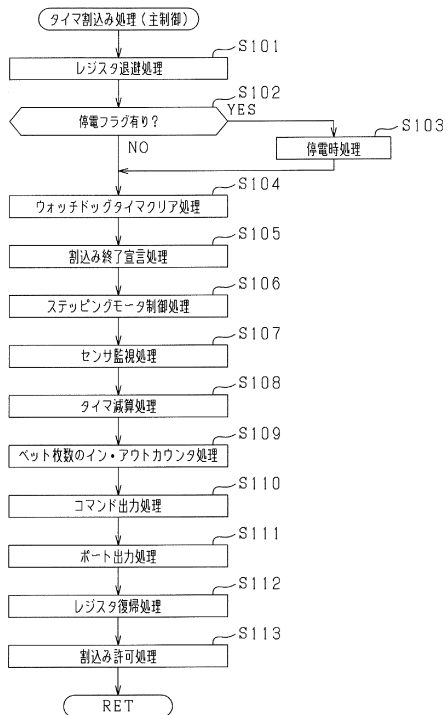 タイマ割込み処理(主制御)
S101
レジスタ退避処理
S102
停電フラグ有り?
YES
S103
停電時処理
NO
S104
ウォッチドッグタイマクリア処理
S105
割込み終了宣言処理
S106
ステッピングモータ制御処理
S107
センサ監視処理
S108
タイマ減算処理
S109
ベット枚数のイン・アウトカウンタ処理
S110
コマンド出力処理
S111
ポート出力処理
S112
レジスタ復帰処理
S113
割込み許可処理
RET